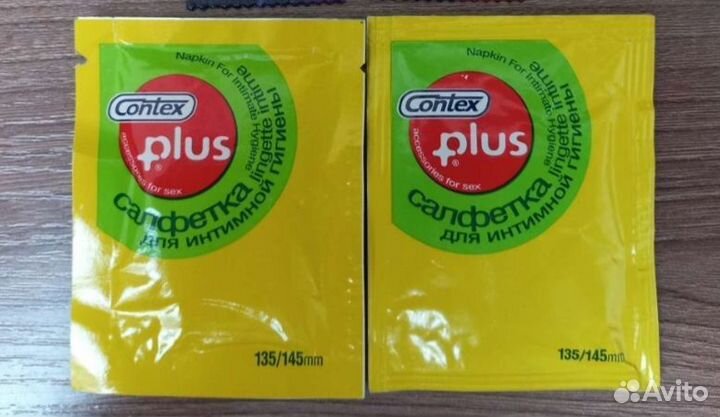 Napkin For Intimate Hygiene
lingette intime
Contex
plus
®
accessories for sex
салфетка
для интимной гигиены
135/145mm
Napkin For Intimate Hygiene
lingette intime
Contex
plus
®
accessories for sex
салфетка
для интимной гигиены
135/145mm
Avito